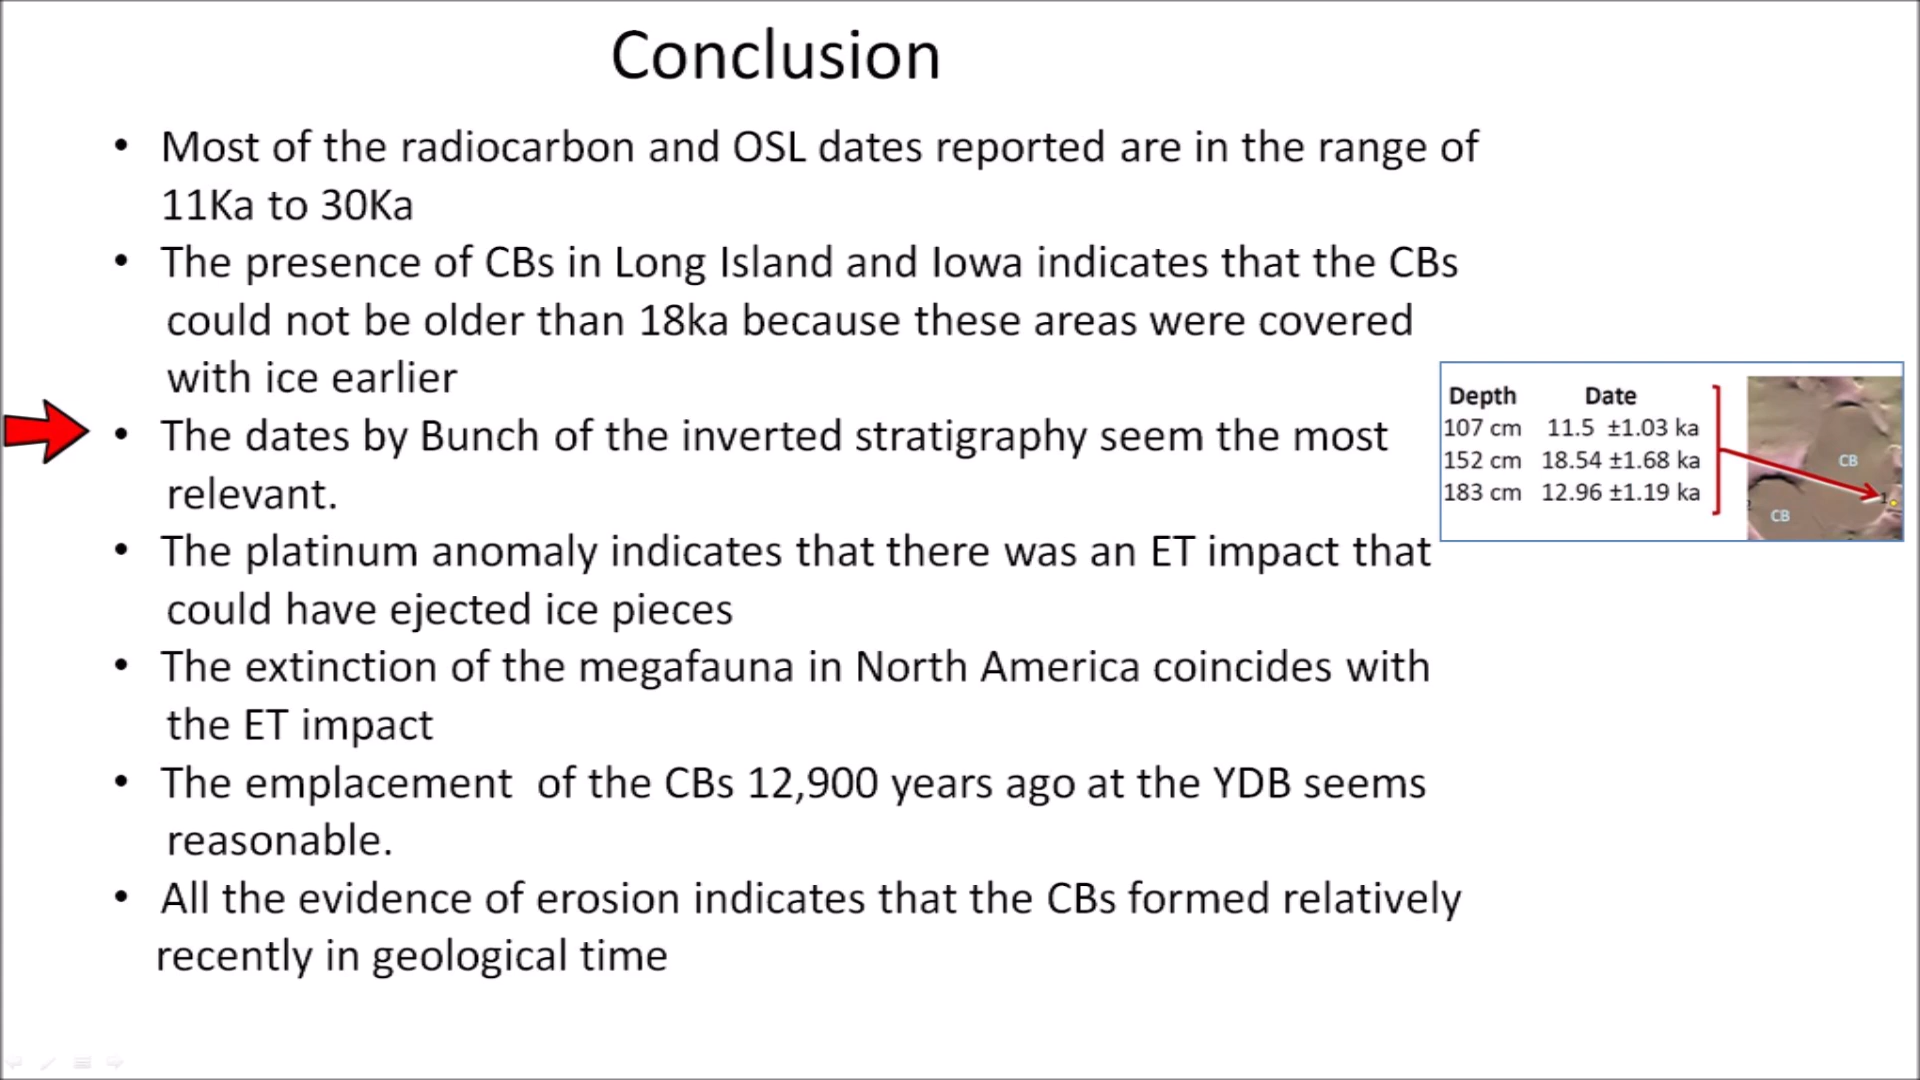 Conclusion
• Most of the radiocarbon and OSL dates reported are in the range of
11Ka to 30Ka
• The presence of CBs in Long Island and Iowa indicates that the CBs
could not be older than 18ka because these areas were covered
with ice earlier
• The dates by Bunch of the inverted stratigraphy seem the most
relevant.
• The platinum anomaly indicates that there was an ET impact that
could have ejected ice pieces
• The extinction of the megafauna in North America coincides with
the ET impact
• The emplacement  of the CBs 12,900 years ago at the YDB seems
reasonable.
• All the evidence of erosion indicates that the CBs formed relatively
recently in geological time
Depth Date
107 cm 11.5 ±1.03 ka
152 cm 18.54 ±1.68 ka
183 cm 12.96 ±1.19 ka
CB
1
CB